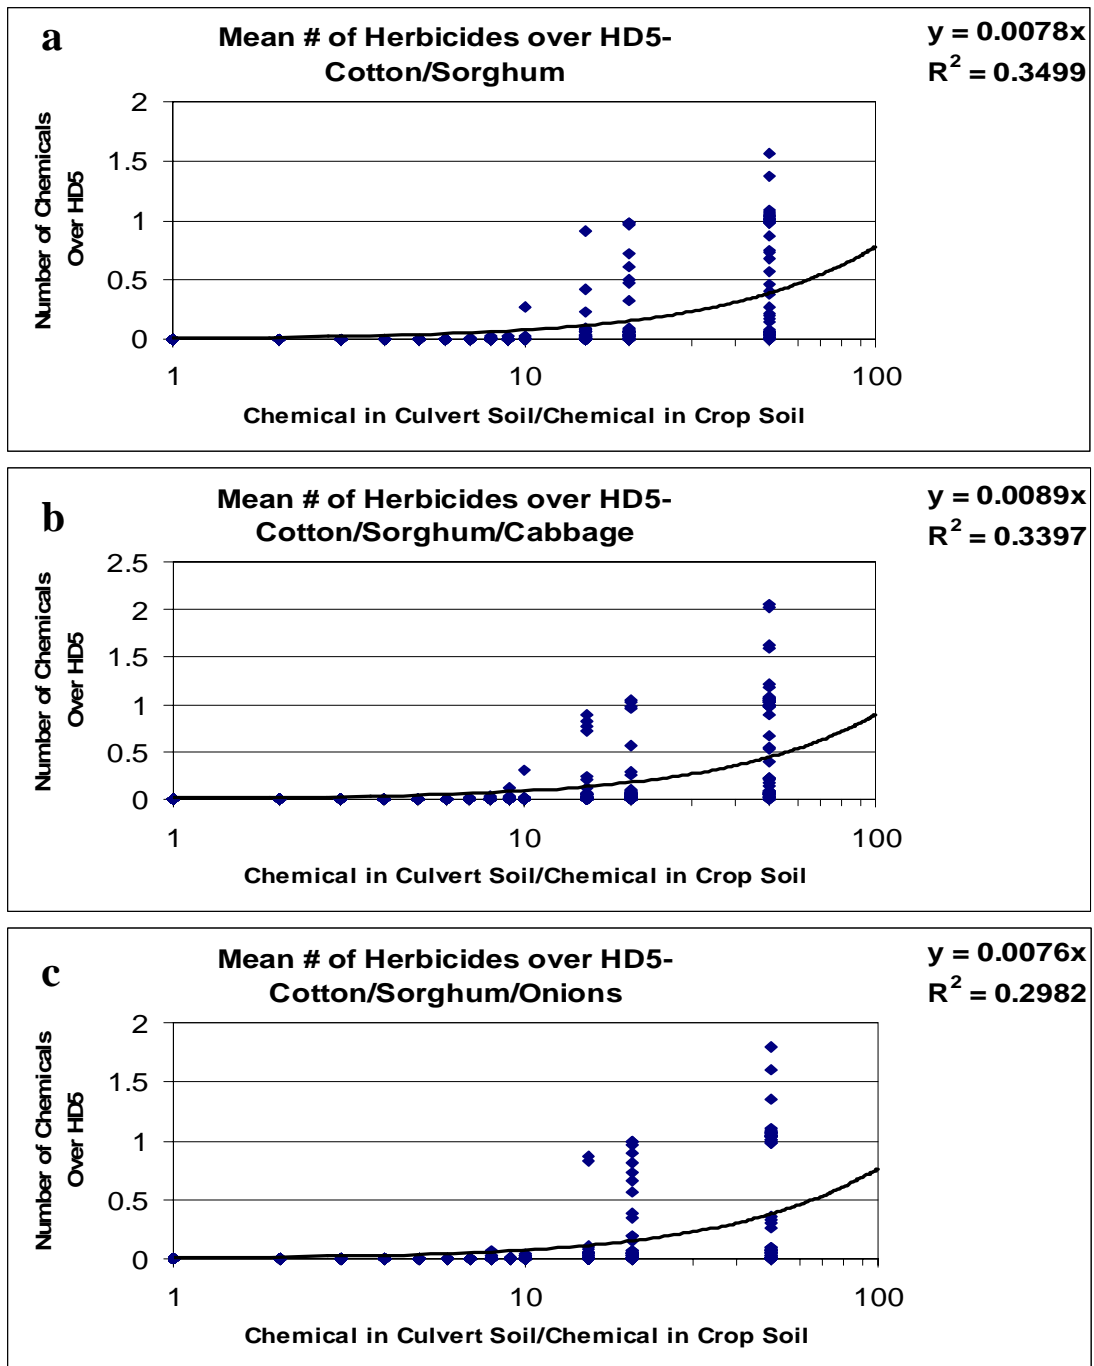 a
Mean # of Herbicides over HD5-
Cotton/Sorghum
y = 0.0078x
R² = 0.3499
Number of Chemicals
Over HD5
2
1.5
1
0.5
0
1
10
100
Chemical in Culvert Soil/Chemical in Crop Soil
b
Mean # of Herbicides over HD5-
Cotton/Sorghum/Cabbage
y = 0.0089x
R² = 0.3397
Number of Chemicals
Over HD5
2.5
2
1.5
1
0.5
0
1
10
100
Chemical in Culvert Soil/Chemical in Crop Soil
c
Mean # of Herbicides over HD5-
Cotton/Sorghum/Onions
y = 0.0076x
R² = 0.2982
Number of Chemicals
Over HD5
2
1.5
1
0.5
0
1
10
100
Chemical in Culvert Soil/Chemical in Crop Soil